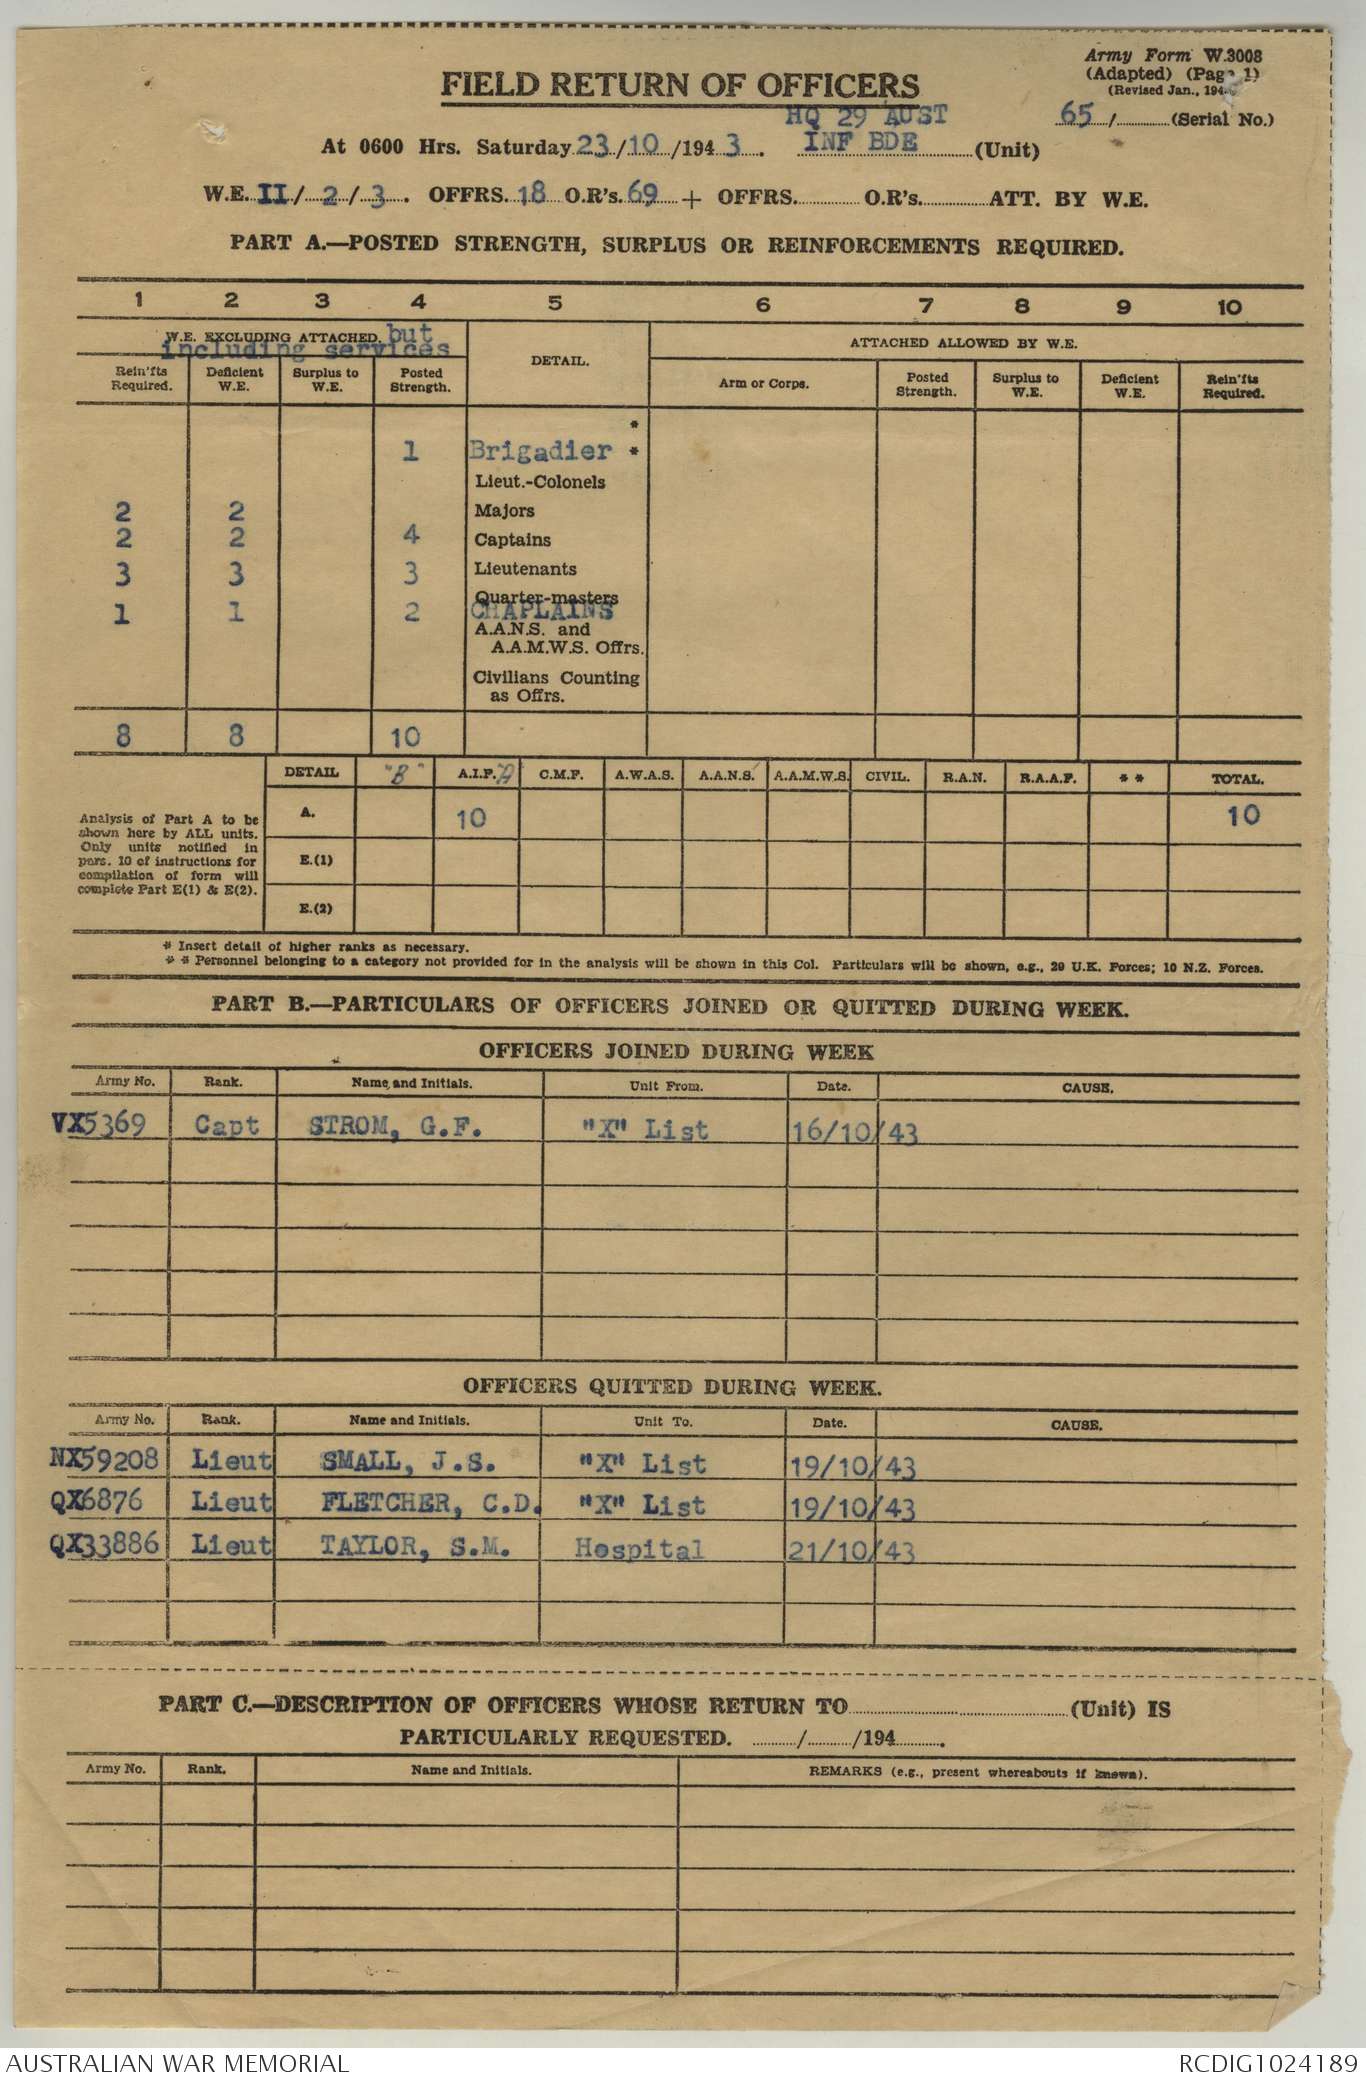 Army Form W.3008
(Adapted) (Page 1)
(Revised Jan., 194
FIELD RETURN OF OFFICERS
65/ (Serial No.)
HQ 29 AUST
At 0600 Hrs. Saturday 23/10/1943. INF BDE (Unit)
W.E. II/2/3. OFFRS. 18 O.R's. 69 + OFFRS. O.R's. ATT. BY W.E.
PART A.—POSTED STRENGTH, SURPLUS OR REINFORCEMENTS REQUIRED.
1 2 3 4 5 6 7 8 9 10
W.E. EXCLUDING ATTACHED, but
including services
DETAIL.
ATTACHED ALLOWED BY W.E.
Rein'fts Required. Deficient W.E. Surplus to W.E. Posted Strength. Arm or Corps. Posted Strength. Surplus to W.E. Deficient W.E. Rein'fts Required.
*
1 Brigadier *
Lieut.-Colonels
2 2 Majors
2 2 4 Captains
3 3 3 Lieutenants
Quarter-masters
1 1 2 CHAPLAINS
A.A.N.S. and
A.A.M.W.S. Offrs.
Civilians Counting
as Offrs.
8 8 10
DETAIL "B" A.I.F. "A" C.M.F. A.W.A.S. A.A.N.S. A.A.M.W.S. CIVIL. R.A.N. R.A.A.F. ** TOTAL.
Analysis of Part A to be
shown here by ALL units.
Only units notified in
pars. 10 of instructions for
compilation of form will
complete Part E(1) & E(2).
A. 10 10
E.(1)
E.(2)
* Insert detail of higher ranks as necessary.
* * Personnel belonging to a category not provided for in the analysis will be shown in this Col. Particulars will be shown, e.g., 29 U.K. Forces; 10 N.Z. Forces.
PART B.—PARTICULARS OF OFFICERS JOINED OR QUITTED DURING WEEK.
OFFICERS JOINED DURING WEEK
Army No. Rank. Name and Initials. Unit From. Date. CAUSE.
VX5369 Capt STROM, G.F. "X" List 16/10/43
OFFICERS QUITTED DURING WEEK.
Army No. Rank. Name and Initials. Unit To. Date. CAUSE.
NX59208 Lieut SMALL, J.S. "X" List 19/10/43
QX6876 Lieut FLETCHER, C.D. "X" List 19/10/43
QX33886 Lieut TAYLOR, S.M. Hospital 21/10/43
PART C.—DESCRIPTION OF OFFICERS WHOSE RETURN TO (Unit) IS
PARTICULARLY REQUESTED. / /194 .
Army No. Rank. Name and Initials. REMARKS (e.g., present whereabouts if known).
AUSTRALIAN WAR MEMORIAL RCDIG1024189